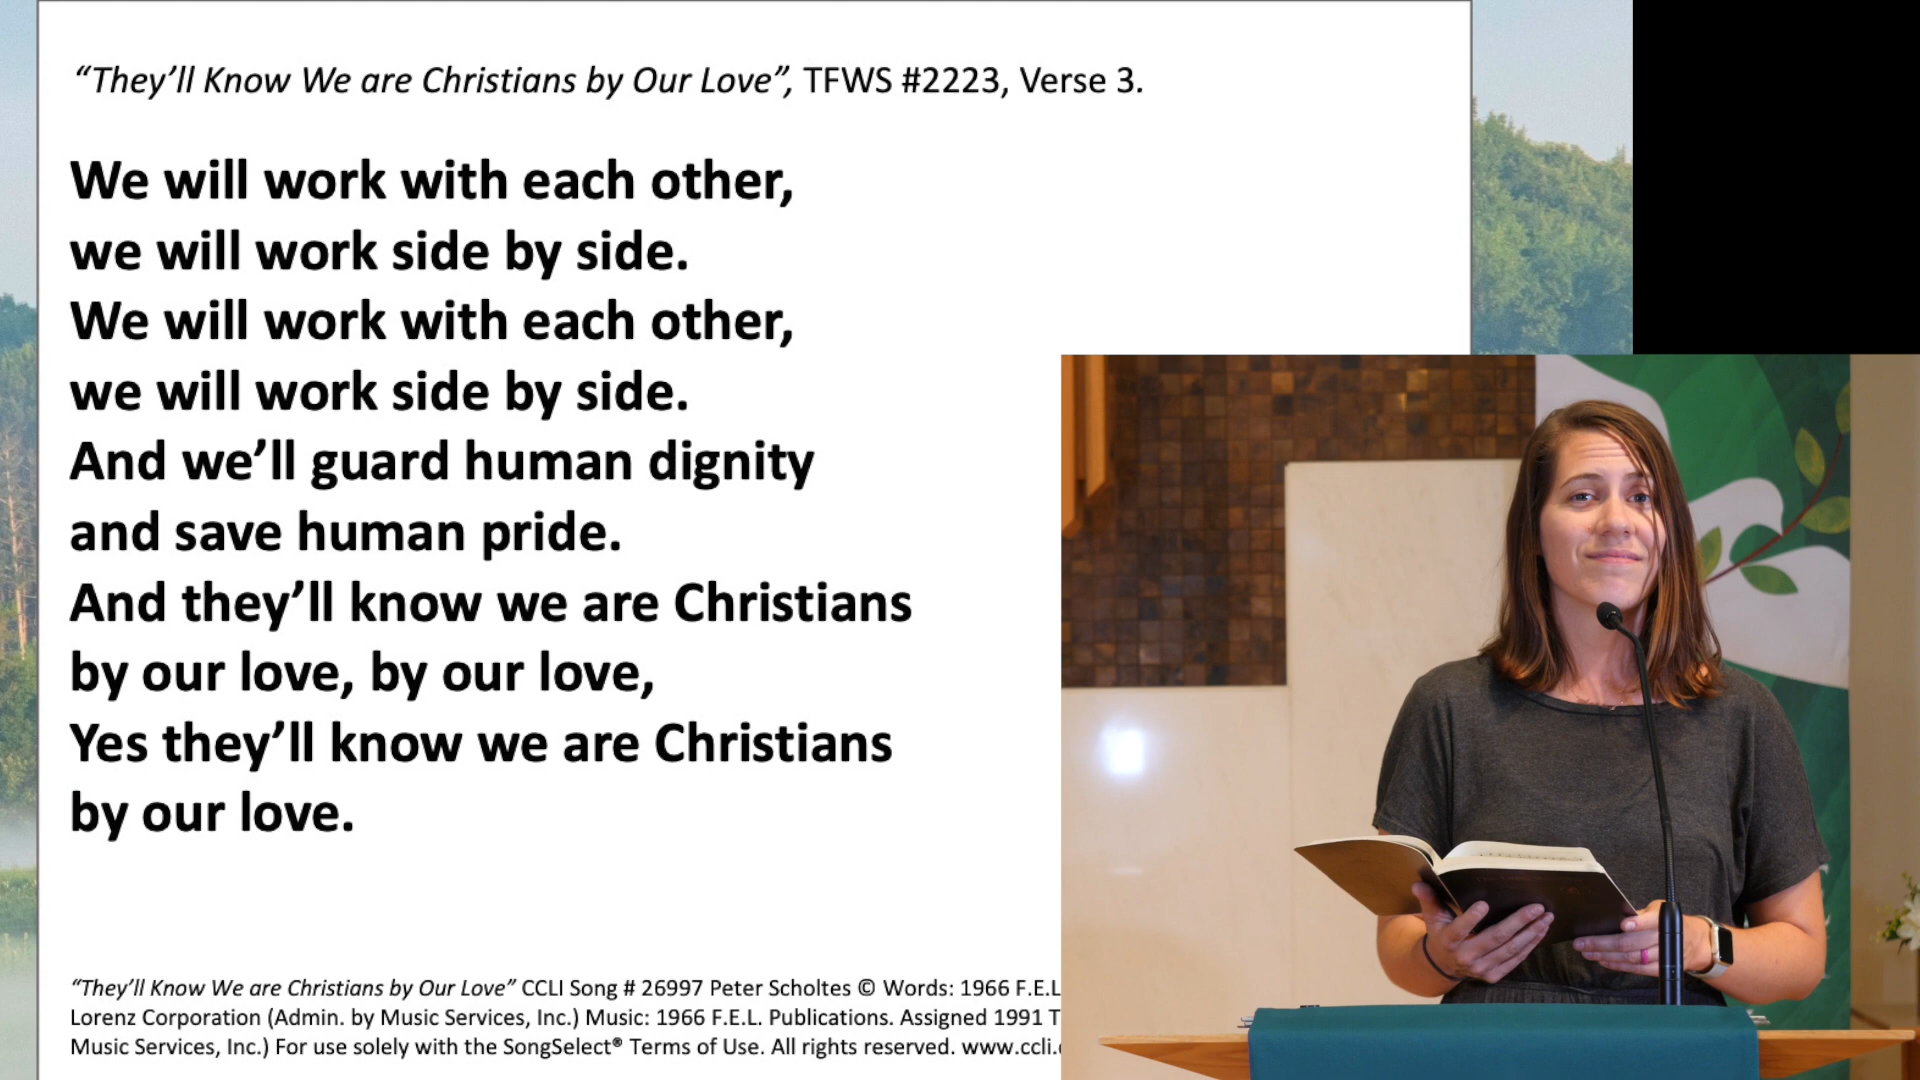 “They’ll Know We are Christians by Our Love”, TFWS #2223, Verse 3.
We will work with each other,
we will work side by side.
We will work with each other,
we will work side by side.
And we’ll guard human dignity
and save human pride.
And they’ll know we are Christians
by our love, by our love,
Yes they’ll know we are Christians
by our love.
“They’ll Know We are Christians by Our Love” CCLI Song # 26997 Peter Scholtes © Words: 1966 F.E.L
Lorenz Corporation (Admin. by Music Services, Inc.) Music: 1966 F.E.L. Publications. Assigned 1991 T
Music Services, Inc.) For use solely with the SongSelect® Terms of Use. All rights reserved. www.ccli.